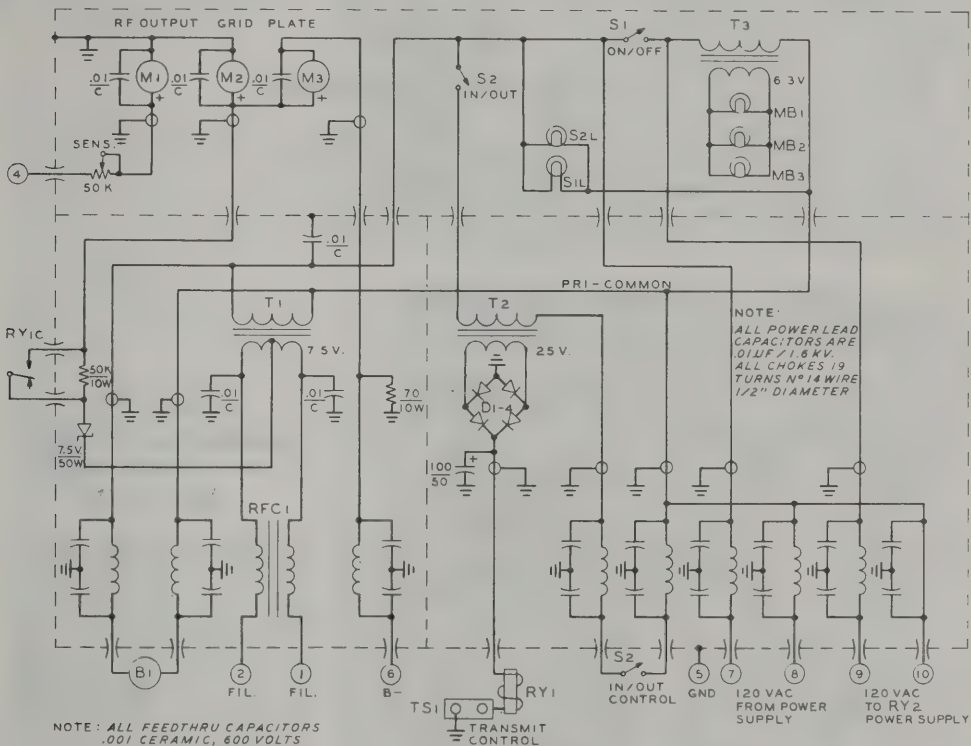 RF OUTPUT GRID PLATE
S1
ON/OFF
T3
.01
C
M1
.01
C
M2
.01
C
M3
+
+
+
S2
IN/OUT
6.3V
MB1
MB2
MB3
S2L
S1L
SENS.
4
50 K
.01
C
PRI-COMMON
T1
T2
7.5 V.
25 V.
NOTE:
ALL POWER LEAD
CAPACITORS ARE
.01UF / 1.6 KV.
ALL CHOKES 19
TURNS Nº 14 WIRE
1/2" DIAMETER
RY1C
50K
10W
.01
C
.01
C
70
10W
D1-4
7.5V.
50W
100
50
+
RFC1
B1
2
FIL.
1
FIL.
6
B-
S2
IN/OUT
CONTROL
5
GND
7
8
120 VAC
FROM POWER
SUPPLY
9
10
120 VAC
TO RY2
POWER SUPPLY
RY1
TS1
TRANSMIT
CONTROL
NOTE: ALL FEEDTHRU CAPACITORS
.001 CERAMIC, 600 VOLTS